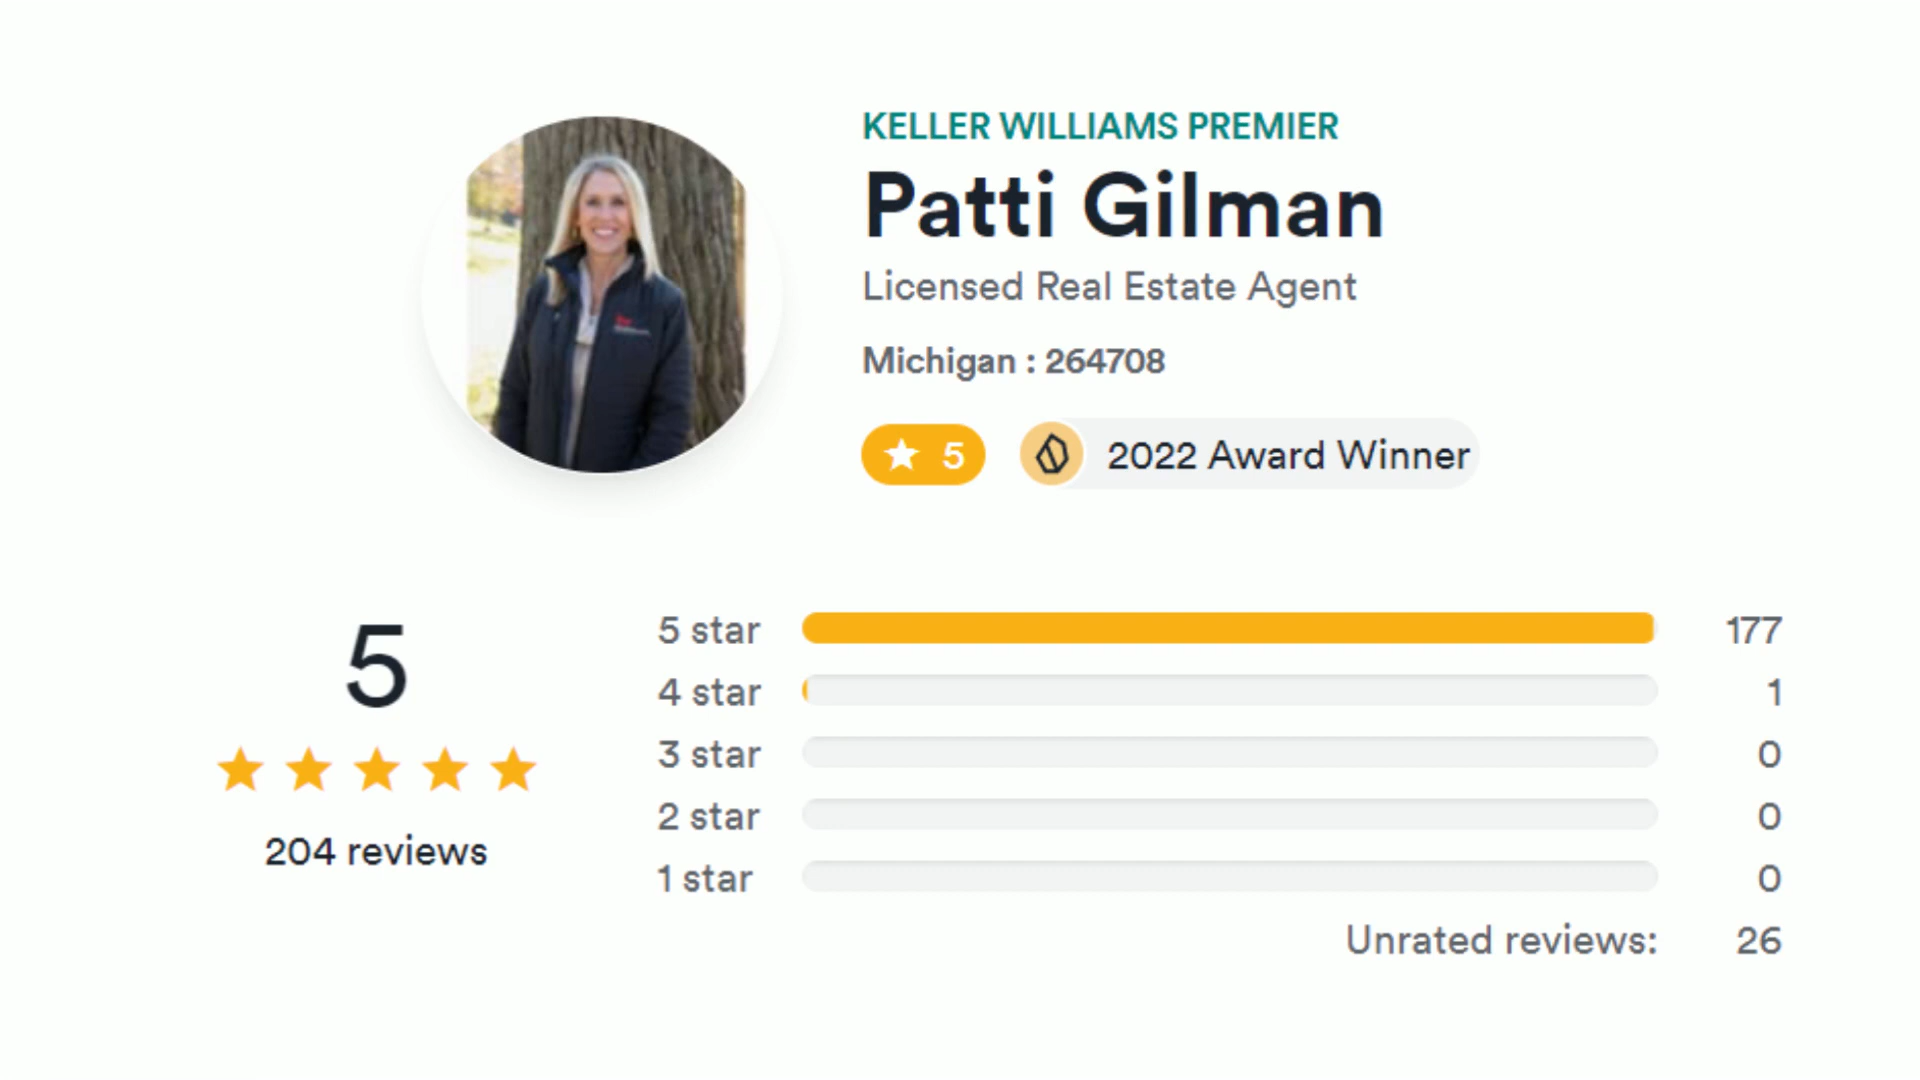 KELLER WILLIAMS PREMIER
Patti Gilman
Licensed Real Estate Agent
Michigan : 264708
5
2022 Award Winner
5
204 reviews
5 star 177
4 star 1
3 star 0
2 star 0
1 star 0
Unrated reviews: 26